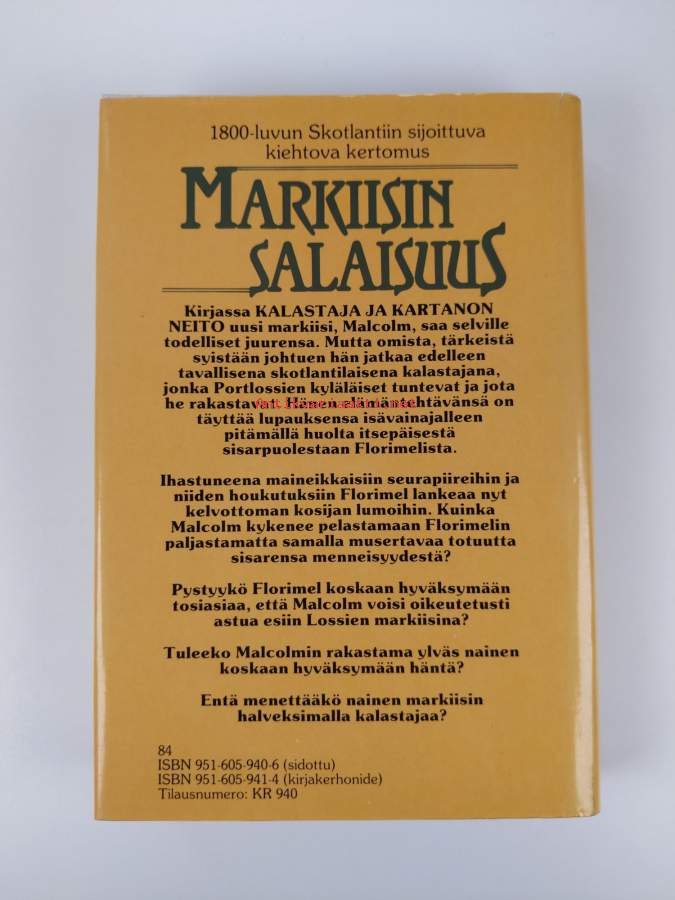 1800-luvun Skotlantiin sijoittuva
kiehtova kertomus
MARKIISIN
SALAISUUS
Kirjassa KALASTAJA JA KARTANON
NEITO uusi markiisi, Malcolm, saa selville
todelliset juurensa. Mutta omista, tärkeistä
syistään johtuen hän jatkaa edelleen
tavallisena skotlantilaisena kalastajana,
jonka Portlossien kyläläiset tuntevat ja jota
he rakastavat. Hänen elämäntehtävänsä on
Antikvariaatti.net
täyttää lupauksensa isävainajalleen
pitämällä huolta itsepäisestä
sisarpuolestaan Florimelista.
Ihastuneena maineikkaisiin seurapiireihin ja
niiden houkutuksiin Florimel lankeaa nyt
kelvottoman kosijan lumoihin. Kuinka
Malcolm kykenee pelastamaan Florimelin
paljastamatta samalla musertavaa totuutta
sisarensa menneisyydestä?
Pystyykö Florimel koskaan hyväksymään
tosiasiaa, että Malcolm voisi oikeutetusti
astua esiin Lossien markiisina?
Tuleeko Malcolmin rakastama ylväs nainen
koskaan hyväksymään häntä?
Entä menettääkö nainen markiisin
halveksimalla kalastajaa?
84
ISBN 951-605-940-6 (sidottu)
ISBN 951-605-941-4 (kirjakerhonide)
Tilausnumero: KR 940